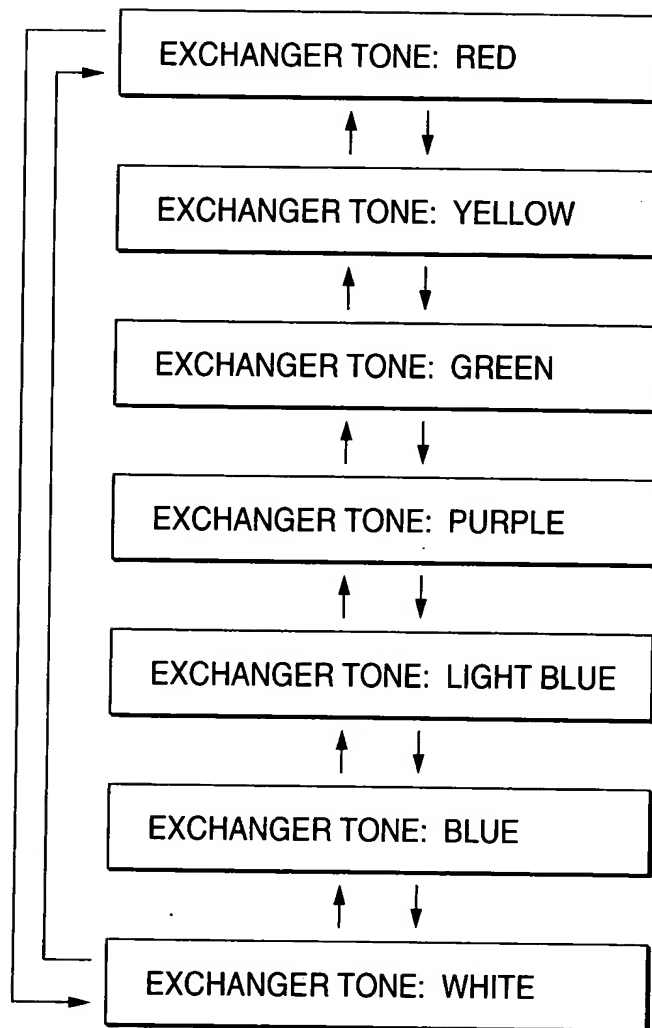 EXCHANGER TONE: RED
EXCHANGER TONE: YELLOW
EXCHANGER TONE: GREEN
EXCHANGER TONE: PURPLE
EXCHANGER TONE: LIGHT BLUE
EXCHANGER TONE: BLUE
EXCHANGER TONE: WHITE